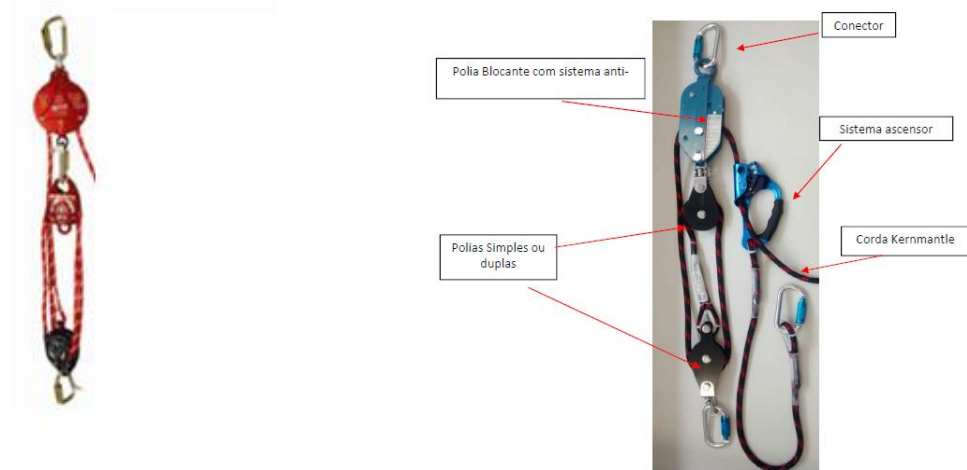 Conector
Polia Blocante com sistema anti-
Sistema ascensor
Polias Simples ou
duplas
Corda Kernmantle